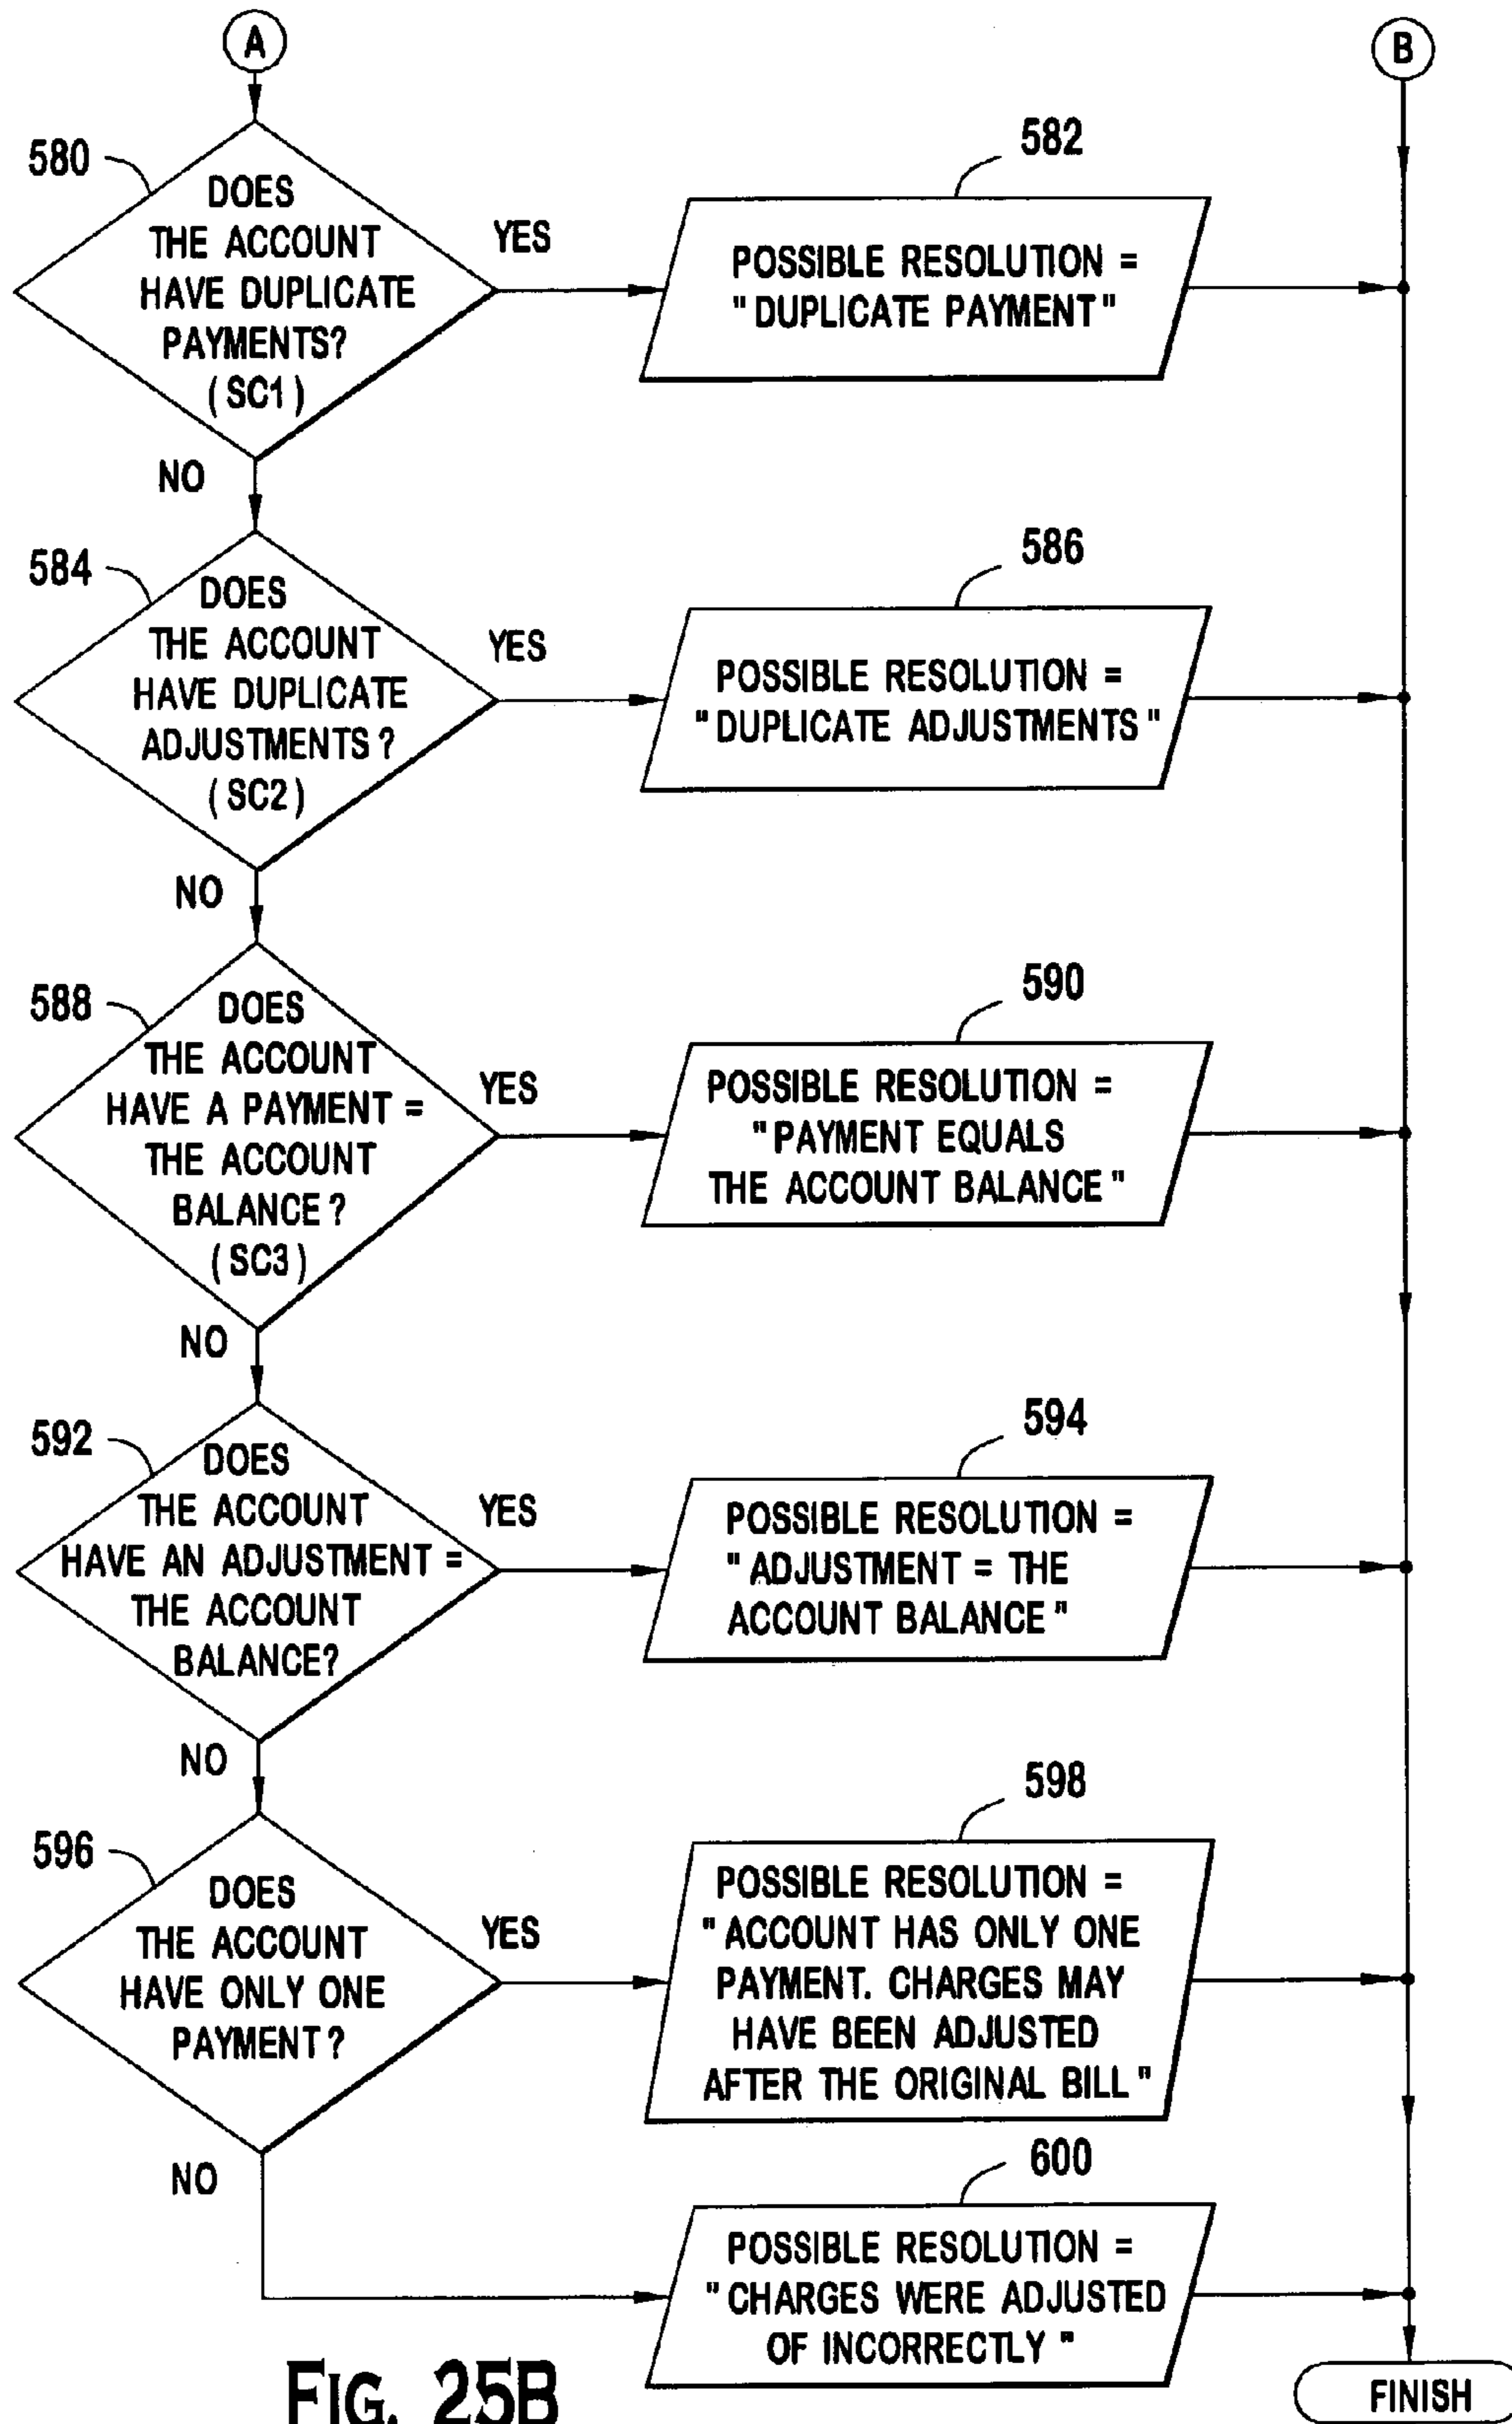 A
B
580
DOES
THE ACCOUNT
HAVE DUPLICATE
PAYMENTS?
(SC1)
YES
582
POSSIBLE RESOLUTION =
"DUPLICATE PAYMENT"
NO
584
DOES
THE ACCOUNT
HAVE DUPLICATE
ADJUSTMENTS?
(SC2)
YES
586
POSSIBLE RESOLUTION =
"DUPLICATE ADJUSTMENTS"
NO
588
DOES
THE ACCOUNT
HAVE A PAYMENT =
THE ACCOUNT
BALANCE?
(SC3)
YES
590
POSSIBLE RESOLUTION =
"PAYMENT EQUALS
THE ACCOUNT BALANCE"
NO
592
DOES
THE ACCOUNT
HAVE AN ADJUSTMENT =
THE ACCOUNT
BALANCE?
YES
594
POSSIBLE RESOLUTION =
"ADJUSTMENT = THE
ACCOUNT BALANCE"
NO
596
DOES
THE ACCOUNT
HAVE ONLY ONE
PAYMENT?
YES
598
POSSIBLE RESOLUTION =
"ACCOUNT HAS ONLY ONE
PAYMENT. CHARGES MAY
HAVE BEEN ADJUSTED
AFTER THE ORIGINAL BILL"
NO
600
POSSIBLE RESOLUTION =
"CHARGES WERE ADJUSTED
OF INCORRECTLY"
FINISH
FIG. 25B